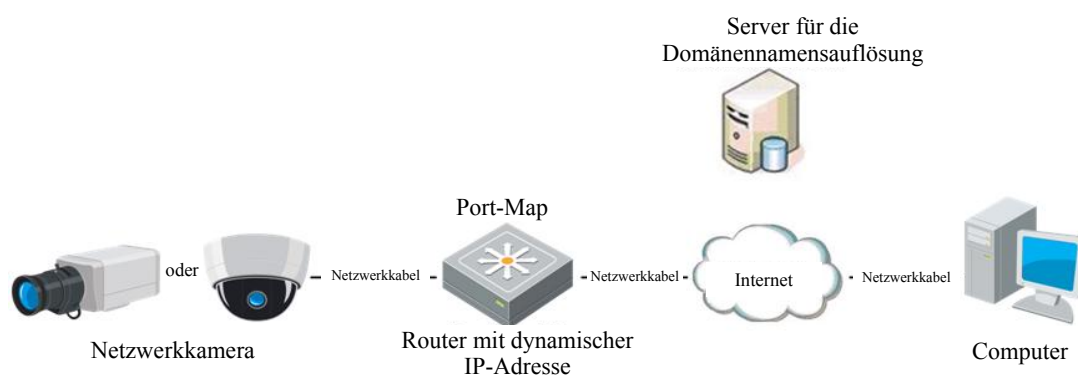 Server für die
Domänennamensauflösung
Port-Map
oder
Netzwerkkabel
Netzwerkkabel
Internet
Netzwerkkabel
Netzwerkkamera
Router mit dynamischer
IP-Adresse
Computer